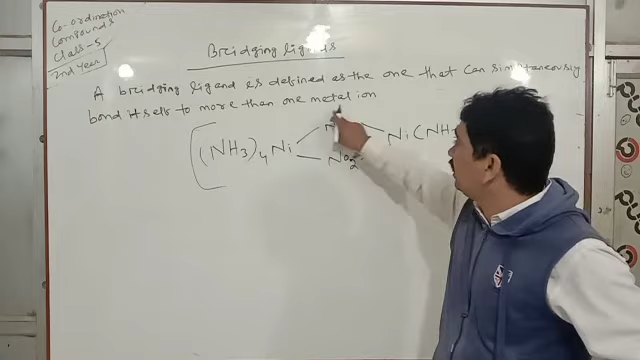 Co-ordination
Compounds
Class-5
2nd Year
Bridging ligands
A bridging ligand is defined as the one that can simultaneously
bond itself to more than one metal ion
[(NH3)4 Ni N Ni(NH3
NO2